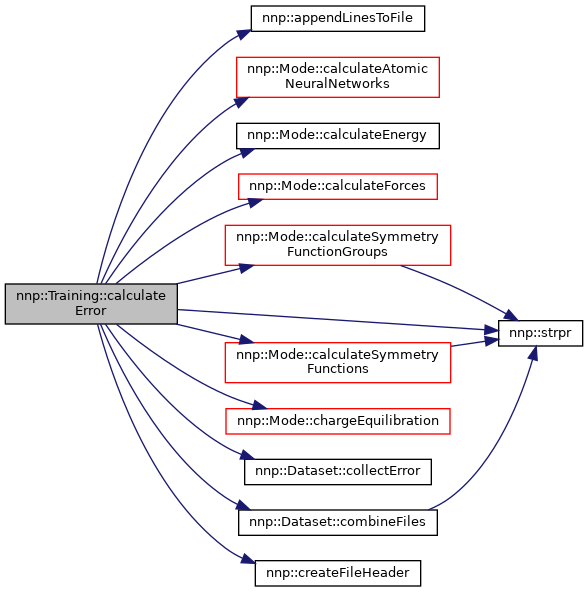 nnp::appendLinesToFile
nnp::Mode::calculateAtomic
NeuralNetworks
nnp::Mode::calculateEnergy
nnp::Mode::calculateForces
nnp::Mode::calculateSymmetry
FunctionGroups
nnp::Training::calculate
Error
nnp::strpr
nnp::Mode::calculateSymmetry
Functions
nnp::Mode::chargeEquilibration
nnp::Dataset::collectError
nnp::Dataset::combineFiles
nnp::createFileHeader